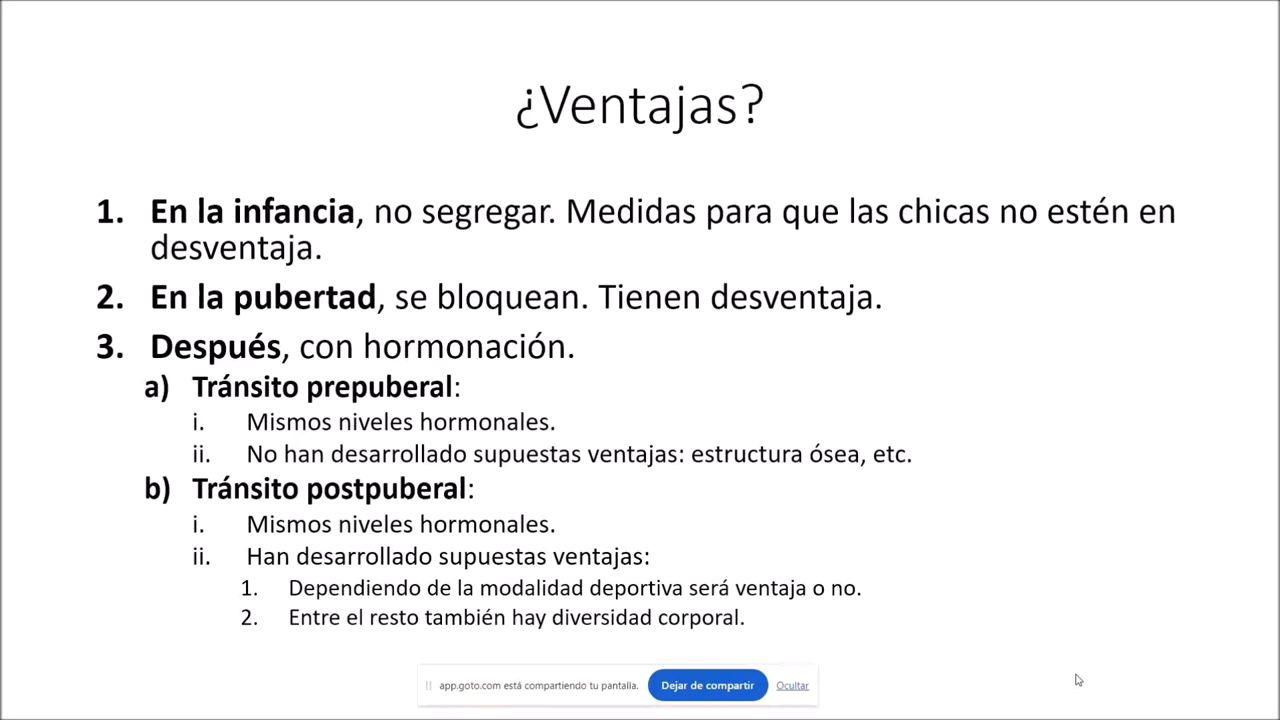 ¿Ventajas?
1. En la infancia, no segregar. Medidas para que las chicas no estén en
desventaja.
2. En la pubertad, se bloquean. Tienen desventaja.
3. Después, con hormonación.
a) Tránsito prepuberal:
i. Mismos niveles hormonales.
ii. No han desarrollado supuestas ventajas: estructura ósea, etc.
b) Tránsito postpuberal:
i. Mismos niveles hormonales.
ii. Han desarrollado supuestas ventajas:
1. Dependiendo de la modalidad deportiva será ventaja o no.
2. Entre el resto también hay diversidad corporal.
app.goto.com está compartiendo tu pantalla. Dejar de compartir Ocultar